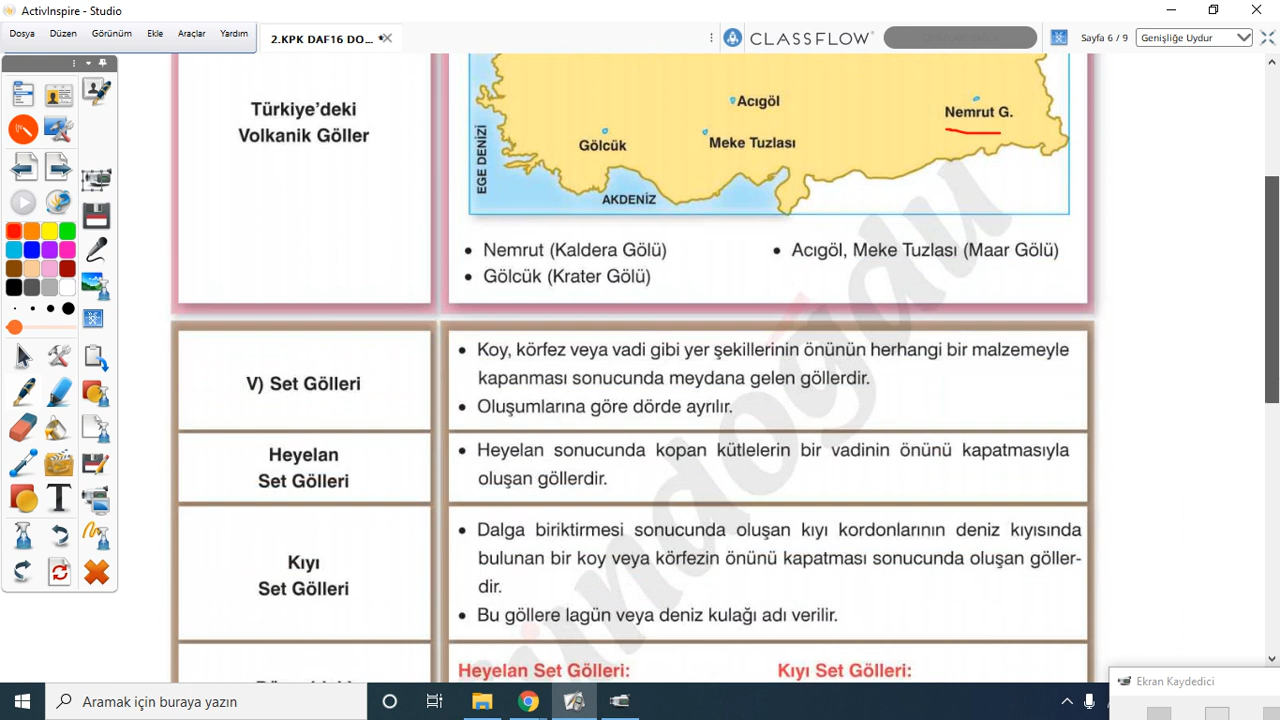 ActivInspire - Studio
Dosya Düzen Görünüm Ekle Araçlar Yardım
2.KPK DAF16 DO... *
CLASSFLOW
Sayfa 6 / 9
Genişliğe Uydur
Türkiye'deki
Volkanik Göller
EGE DENİZİ
Acıgöl
Nemrut G.
Gölcük
Meke Tuzlası
AKDENİZ
• Nemrut (Kaldera Gölü)
• Acıgöl, Meke Tuzlası (Maar Gölü)
• Gölcük (Krater Gölü)
V) Set Gölleri
• Koy, körfez veya vadi gibi yer şekillerinin önünün herhangi bir malzemeyle
kapanması sonucunda meydana gelen göllerdir.
• Oluşumlarına göre dörde ayrılır.
Heyelan
Set Gölleri
• Heyelan sonucunda kopan kütlelerin bir vadinin önünü kapatmasıyla
oluşan göllerdir.
Kıyı
Set Gölleri
• Dalga biriktirmesi sonucunda oluşan kıyı kordonlarının deniz kıyısında
bulunan bir koy veya körfezin önünü kapatması sonucunda oluşan göller-
dir.
• Bu göllere lagün veya deniz kulağı adı verilir.
Heyelan Set Gölleri:
Kıyı Set Gölleri:
Aramak için buraya yazın
Ekran Kaydedici